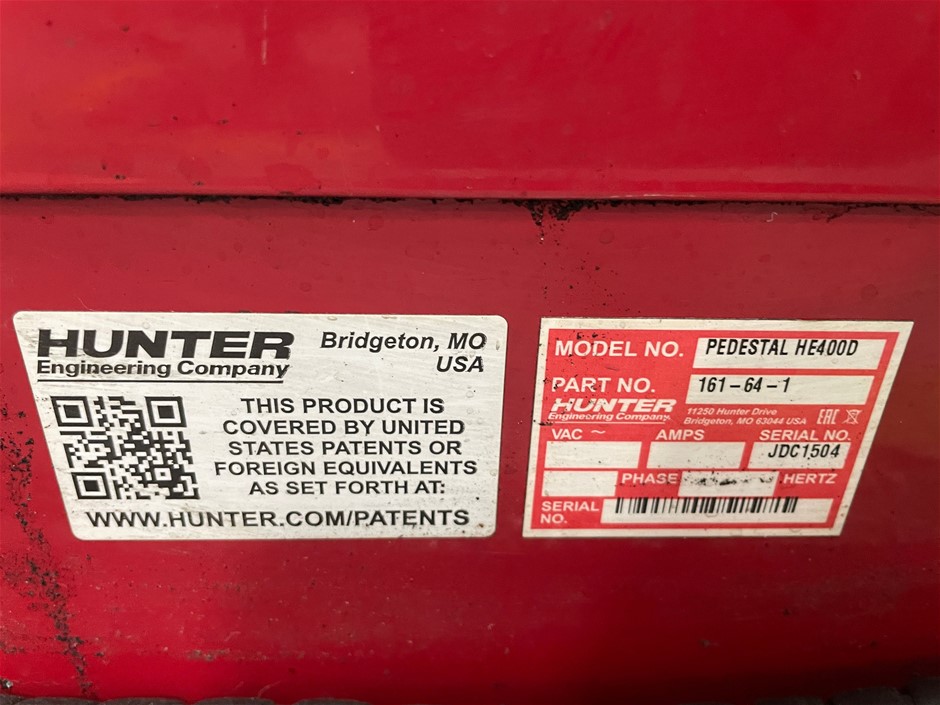 HUNTER
Engineering Company
Bridgeton, MO
USA
THIS PRODUCT IS
COVERED BY UNITED
STATES PATENTS OR
FOREIGN EQUIVALENTS
AS SET FORTH AT:
WWW.HUNTER.COM/PATENTS
MODEL NO. PEDESTAL HE400D
PART NO. 161-64-1
HUNTER
Engineering Company
11250 Hunter Drive
Bridgeton, MO 63044 USA
EAC
VAC ~ AMPS SERIAL NO.
JDC1504
PHASE HERTZ
SERIAL
NO.